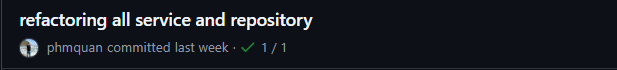 refactoring all service and repository
phmquan committed last week · ✓ 1 / 1